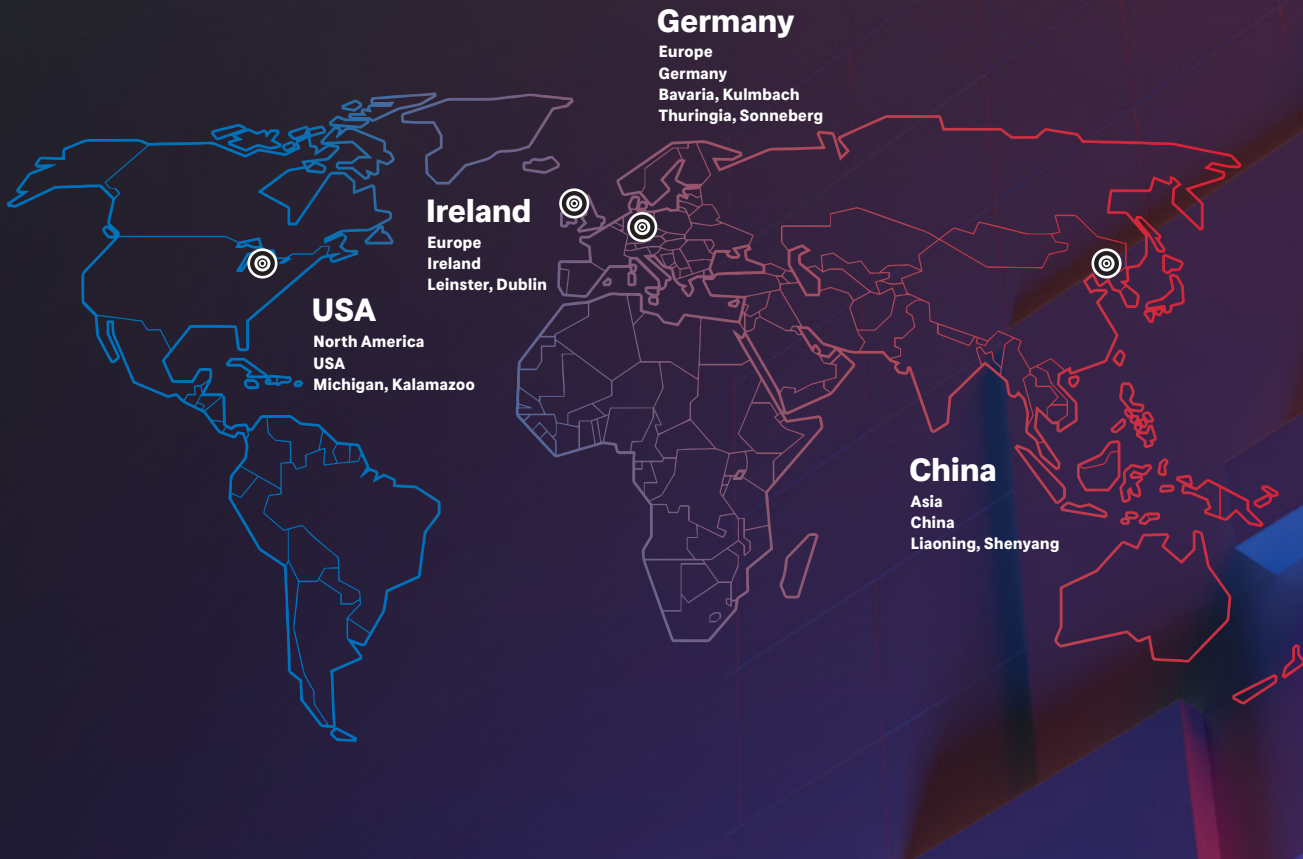 Germany
Europe
Germany
Bavaria, Kulmbach
Thuringia, Sonneberg
Ireland
Europe
Ireland
Leinster, Dublin
USA
North America
USA
Michigan, Kalamazoo
China
Asia
China
Liaoning, Shenyang